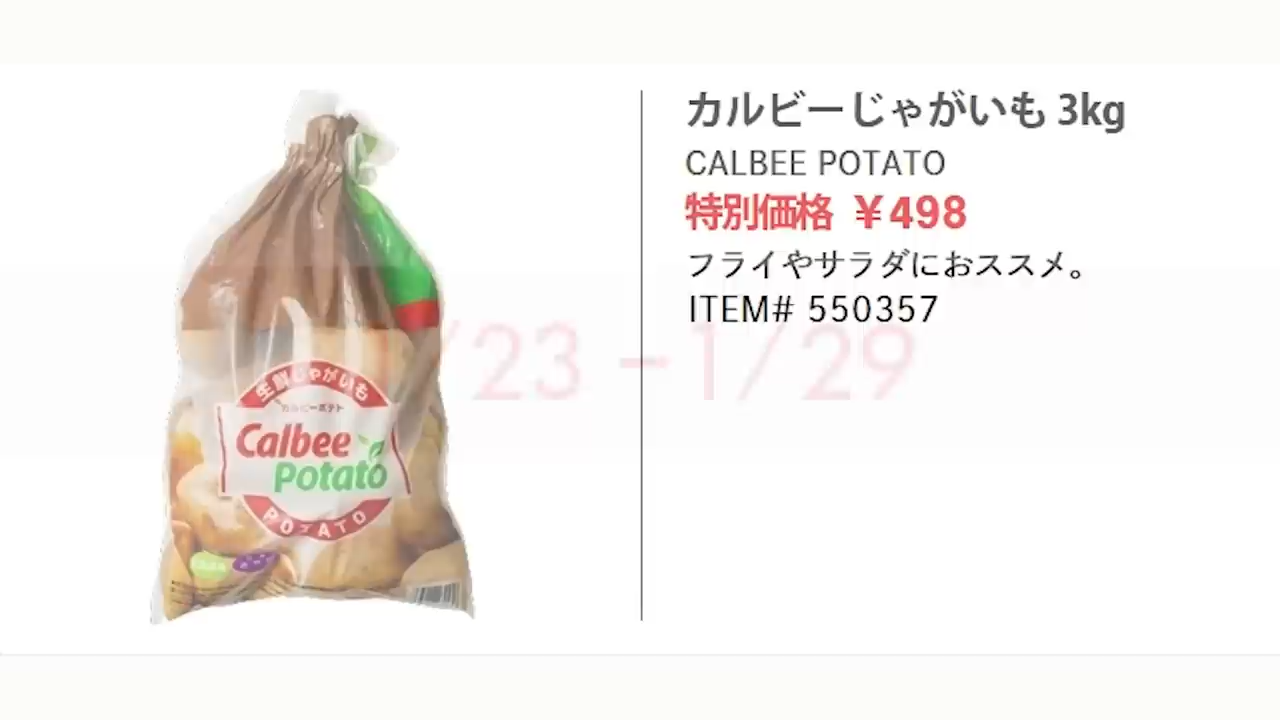 カルビーじゃがいも 3kg
CALBEE POTATO
特別価格 ¥498
フライやサラダにおススメ。
ITEM# 550357
/23 – 1/29
生鮮じゃがいも
カルビーポテト
Calbee
Potato
POTATO